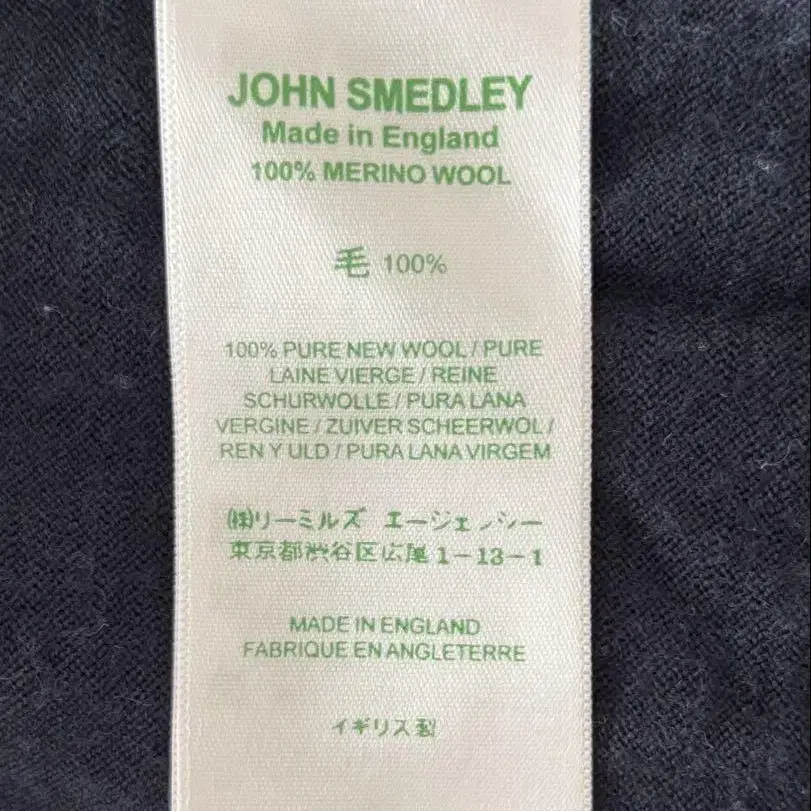 JOHN SMEDLEY
Made in England
100% MERINO WOOL
毛 100%
100% PURE NEW WOOL / PURE
LAINE VIERGE / REINE
SCHURWOLLE / PURA LANA
VERGINE / ZUIVER SCHEERWOL /
REN Y ULD / PURA LANA VIRGEM
㈱リーミルズ エージェンシー
東京都渋谷区広尾1-13-1
MADE IN ENGLAND
FABRIQUE EN ANGLETERRE
イギリス製